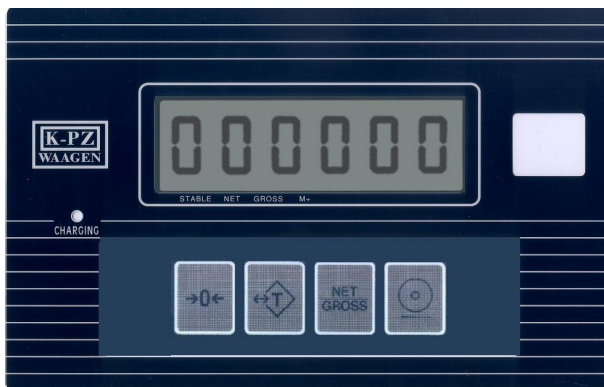 000000
K-PZ
WAAGEN
STABLE NET GROSS M+
CHARGING
→0←
↔T
NET
GROSS